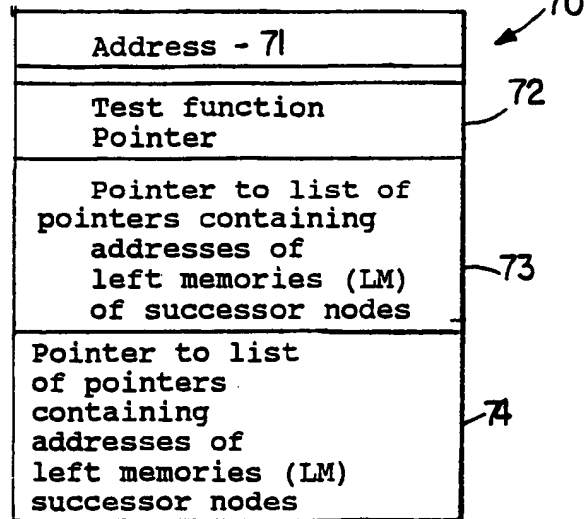 70
Address - 71
Test function
Pointer
72
Pointer to list of
pointers containing
addresses of
left memories (LM)
of successor nodes
73
Pointer to list
of pointers
containing
addresses of
left memories (LM)
successor nodes
74